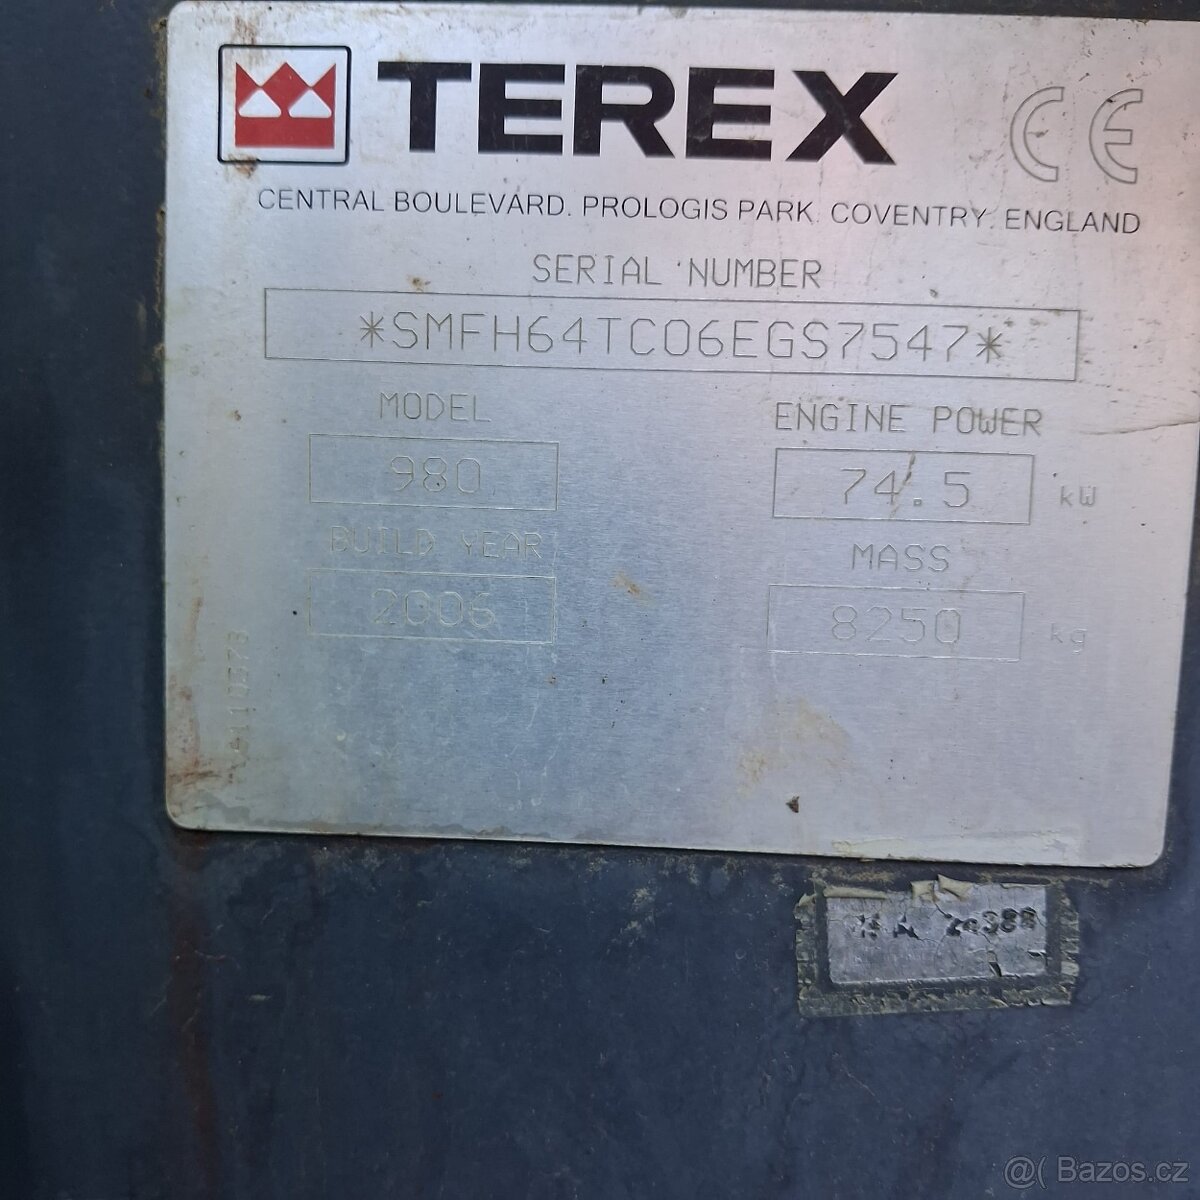 TEREX
CE
CENTRAL BOULEVARD. PROLOGIS PARK. COVENTRY. ENGLAND
SERIAL NUMBER
*SMFH64TC06EGS7547*
MODEL
ENGINE POWER
980
74.5 kW
BUILD YEAR
MASS
2006
8250 kg
@( Bazos.cz